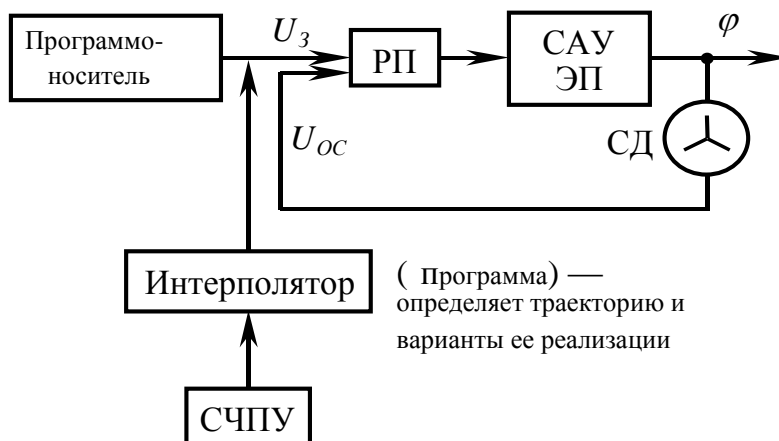 Программо-
носитель
U_З
РП
САУ
ЭП
φ
U_ОС
СД
Интерполятор
( Программа) —
определяет траекторию и
варианты ее реализации
СЧПУ